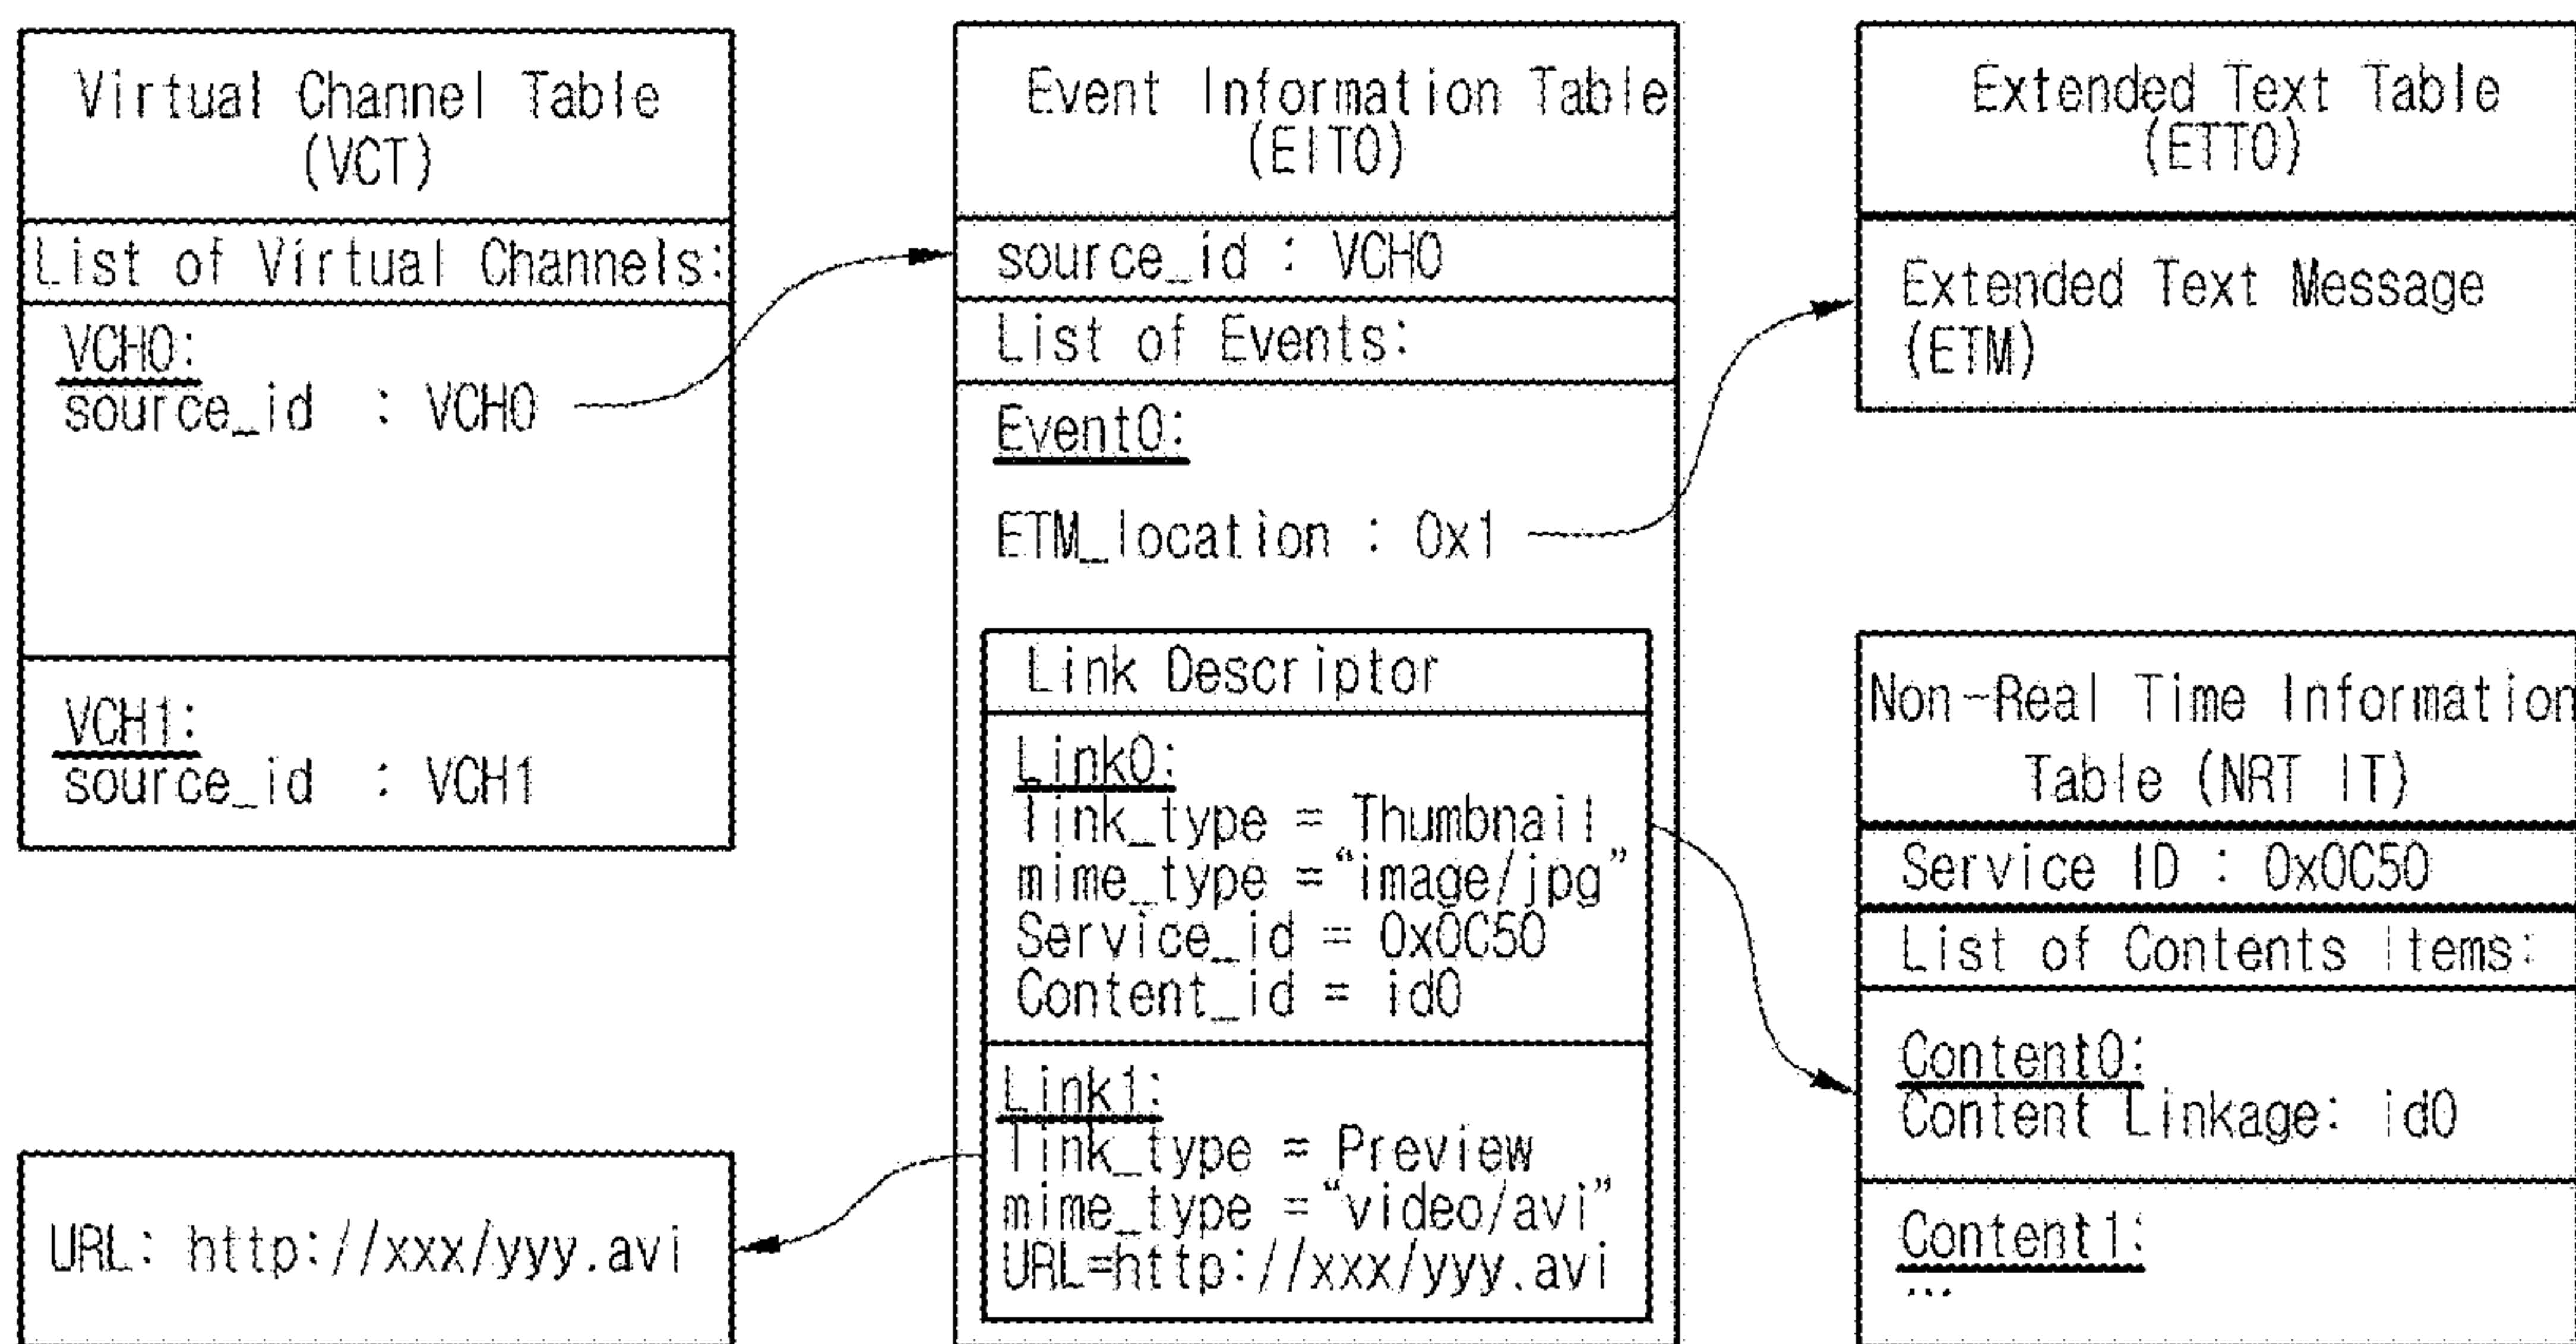 Virtual Channel Table
(VCT)
List of Virtual Channels:
VCH0:
source_id : VCH0
VCH1:
source_id : VCH1
URL: http://xxx/yyy.avi
Event Information Table
(EIT0)
source_id : VCH0
List of Events:
Event0:
ETM_location : 0x1
Link Descriptor
Link0:
link_type = Thumbnail
mime_type ="image/jpg"
Service_id = 0x0C50
Content_id = id0
Link1:
link_type = Preview
mime_type ="video/avi"
URL=http://xxx/yyy.avi
Extended Text Table
(ETT0)
Extended Text Message
(ETM)
Non-Real Time Information
Table (NRT IT)
Service ID : 0x0C50
List of Contents Items:
Content0:
Content Linkage: id0
Content1:
...